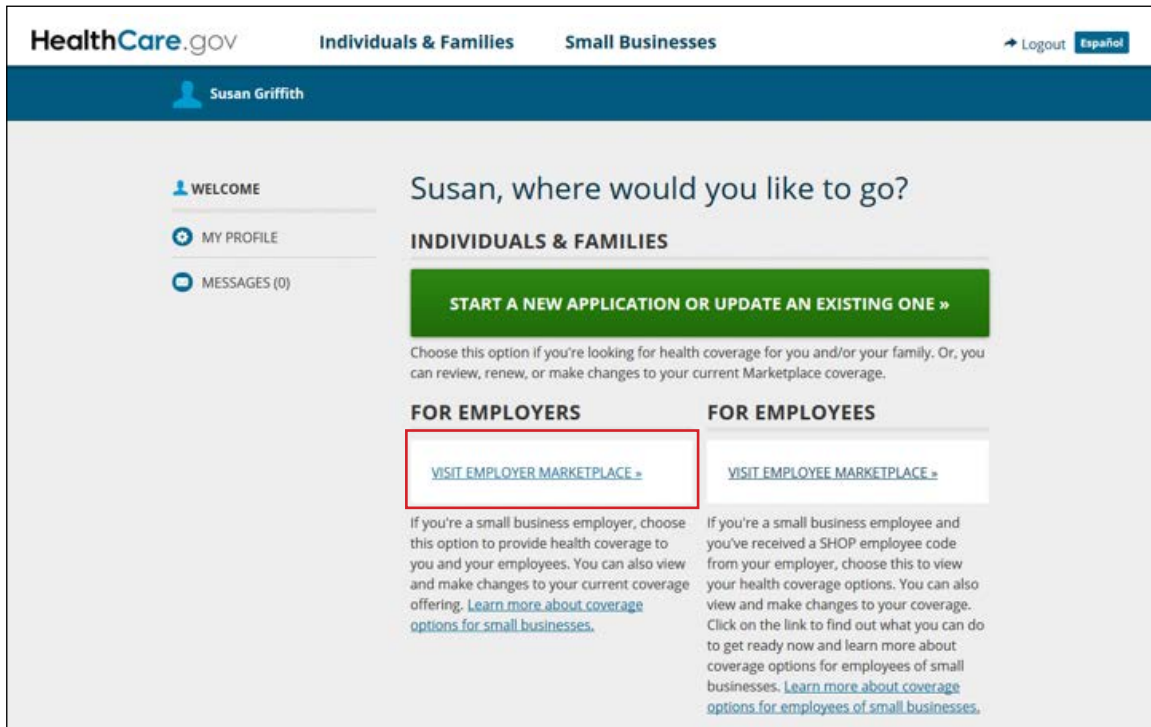 HealthCare.gov
Individuals & Families
Small Businesses
Logout
Español
Susan Griffith
WELCOME
MY PROFILE
MESSAGES (0)
Susan, where would you like to go?
INDIVIDUALS & FAMILIES
START A NEW APPLICATION OR UPDATE AN EXISTING ONE »
Choose this option if you're looking for health coverage for you and/or your family. Or, you
can review, renew, or make changes to your current Marketplace coverage.
FOR EMPLOYERS
VISIT EMPLOYER MARKETPLACE »
If you're a small business employer, choose
this option to provide health coverage to
you and your employees. You can also view
and make changes to your current coverage
offering. Learn more about coverage
options for small businesses.
FOR EMPLOYEES
VISIT EMPLOYEE MARKETPLACE »
If you're a small business employee and
you've received a SHOP employee code
from your employer, choose this to view
your health coverage options. You can also
view and make changes to your coverage.
Click on the link to find out what you can do
to get ready now and learn more about
coverage options for employees of small
businesses. Learn more about coverage
options for employees of small businesses.